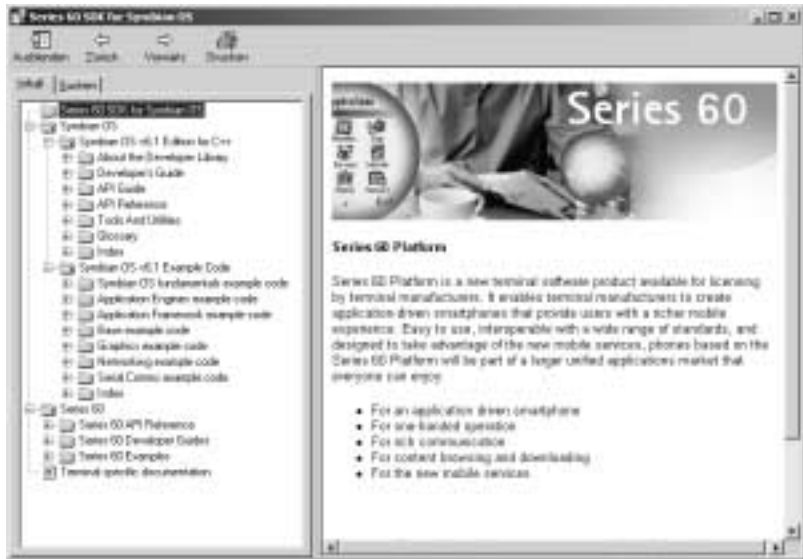 Series 60 SDK for Symbian OS
Ausblenden Zurück Vorwärts Drucken
Inhalt Suchen
Series 60 SDK for Symbian OS
Symbian OS
Symbian OS v6.1 Edition for C++
About the Developer Library
Developer's Guide
API Guide
API Reference
Tools And Utilities
Glossary
Index
Symbian OS v6.1 Example Code
Symbian OS fundamentals example code
Application Engines example code
Application Framework example code
Base example code
Graphics example code
Networking example code
Serial Comms example code
Index
Series 60
Series 60 API Reference
Series 60 Developer Guides
Series 60 Examples
Terminal specific documentation
Series 60
Series 60 Platform
Series 60 Platform is a new terminal software product available for licensing
by terminal manufacturers. It enables terminal manufacturers to create
application driven smartphones that provide users with a richer mobile
experience. Easy to use, interoperable with a wide range of standards, and
designed to take advantage of the new mobile services, phones based on the
Series 60 Platform will be part of a larger unified applications market that
everyone can enjoy.
• For an application driven smartphone
• For one-handed operation
• For rich communication
• For content browsing and downloading
• For the new mobile services